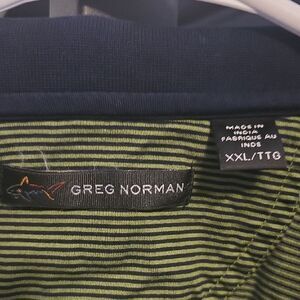 GREG NORMAN
MADE IN
INDIA
FABRIQUE AU
INDE
XXL/TTG